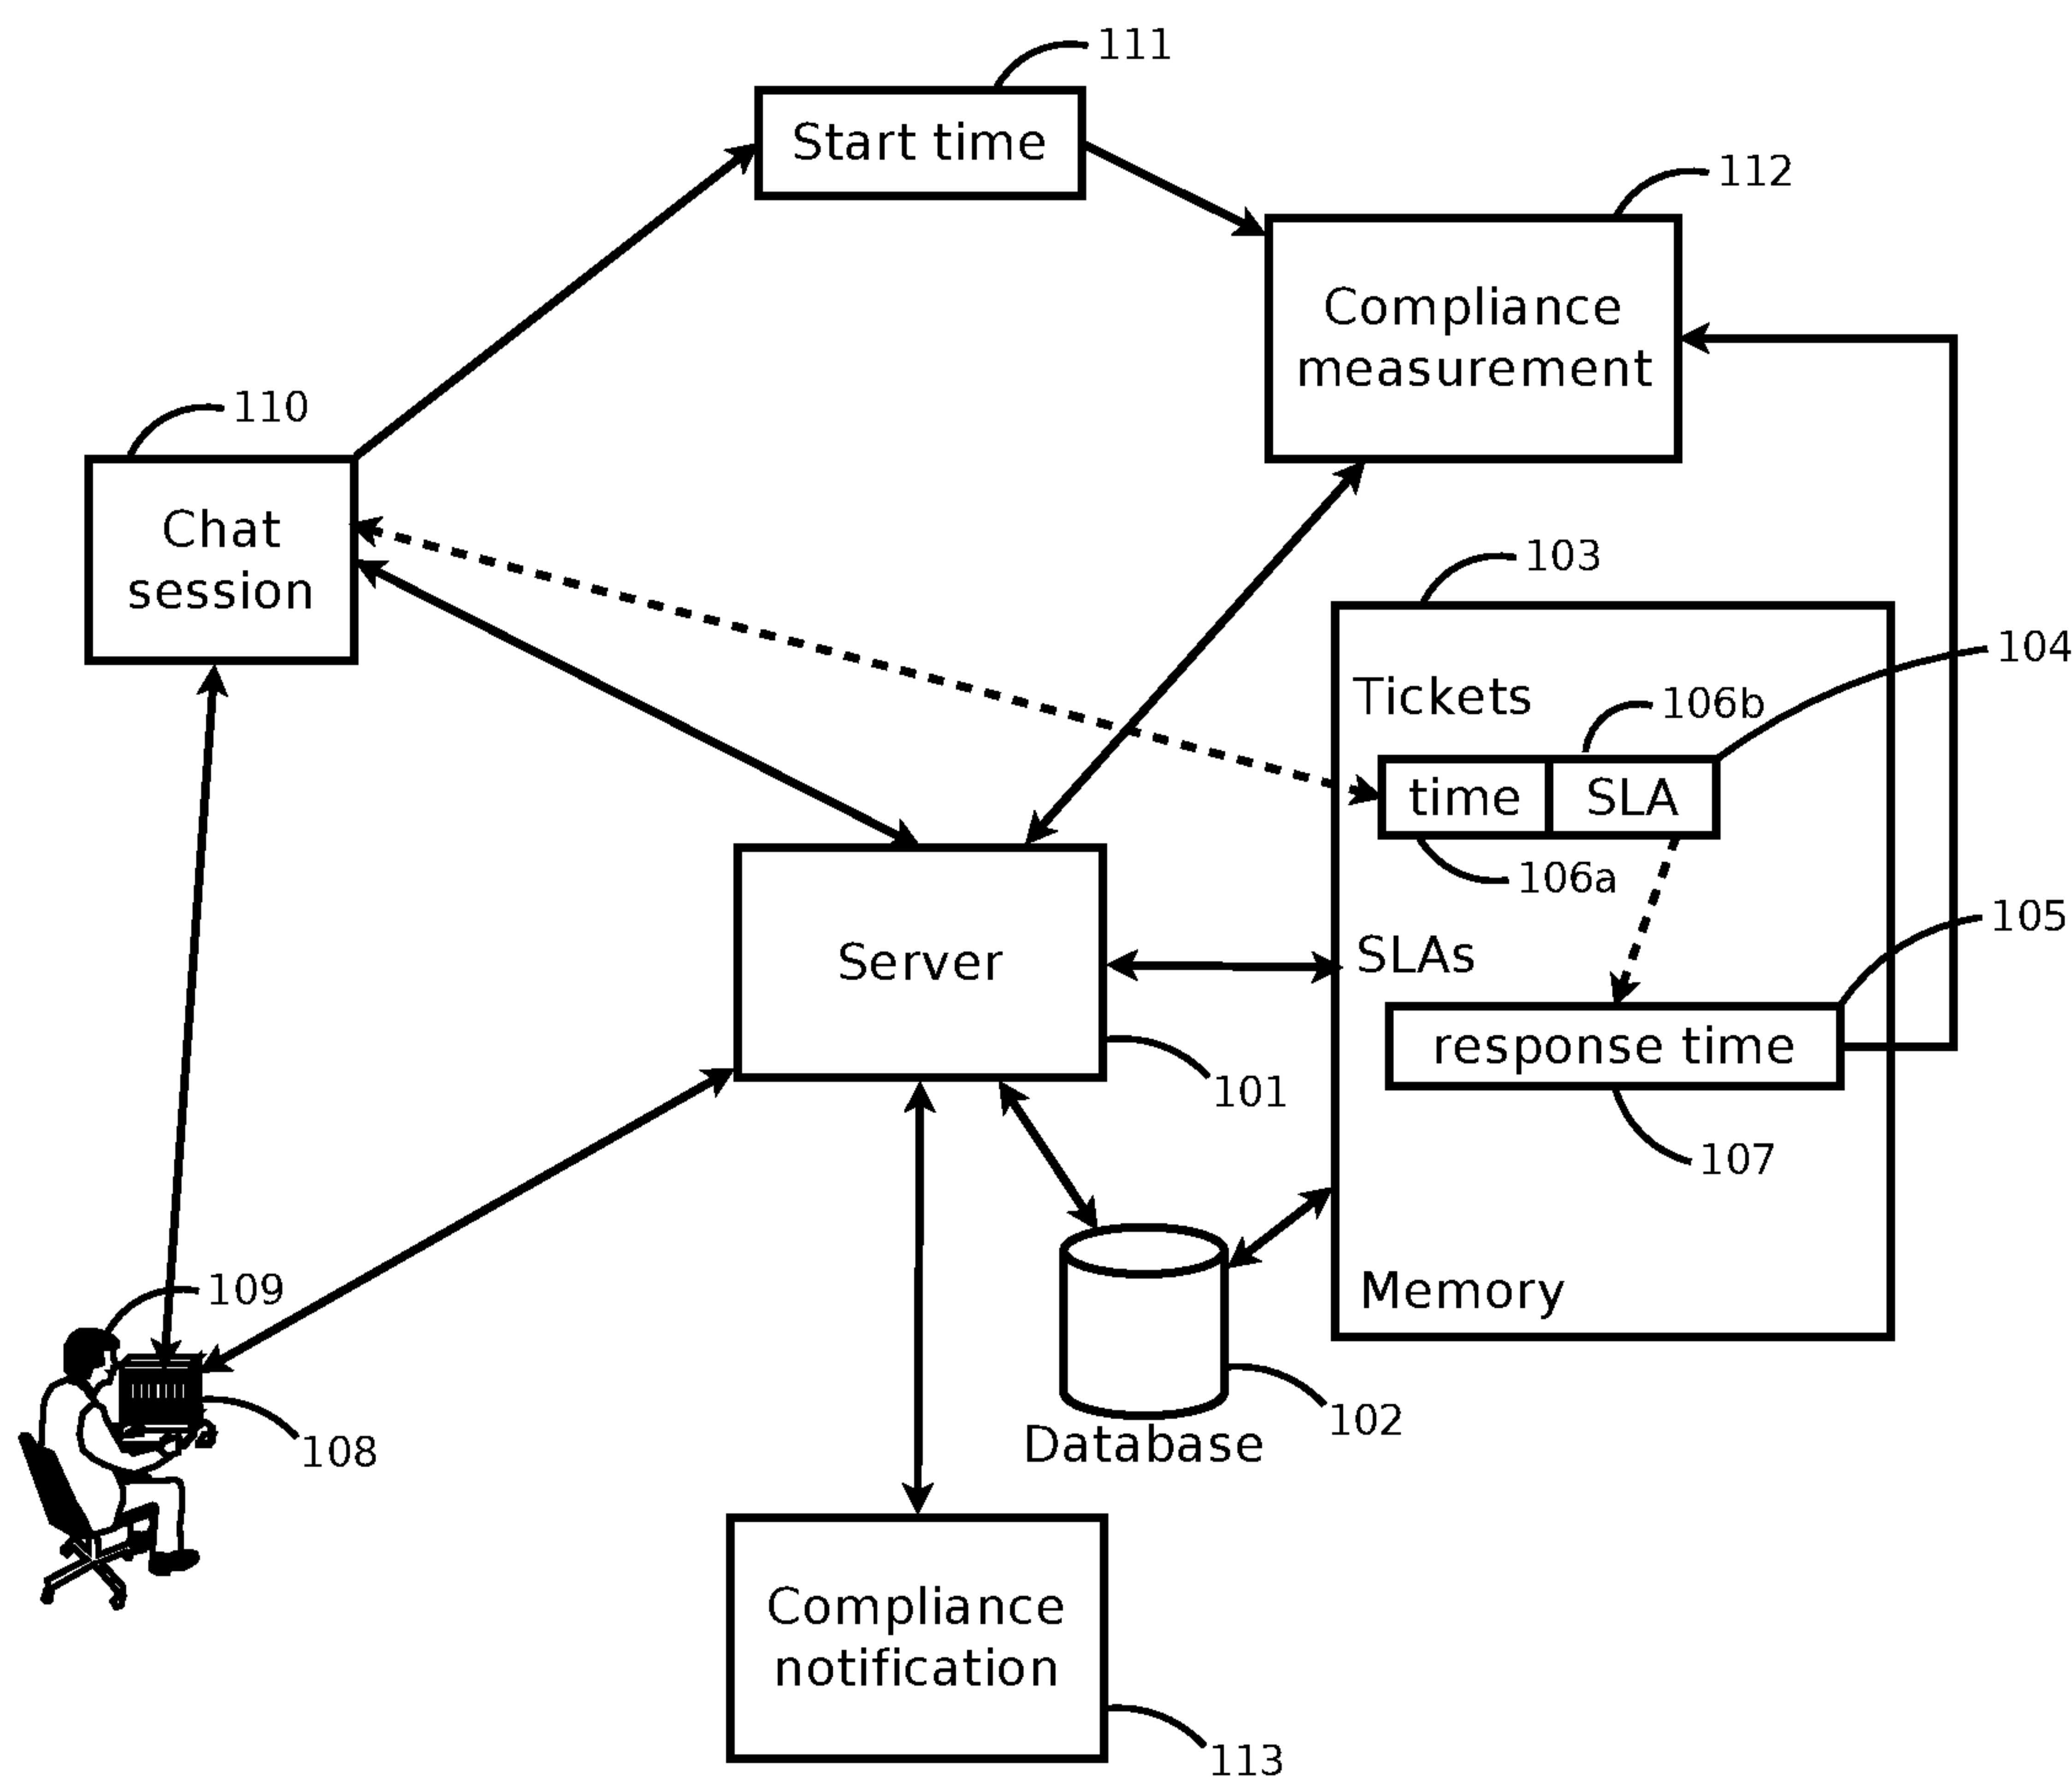 111
Start time
112
Compliance
measurement
110
Chat
session
103
104
Tickets
106b
time
SLA
106a
105
SLAs
Server
response time
101
107
109
Memory
102
108
Database
Compliance
notification
113